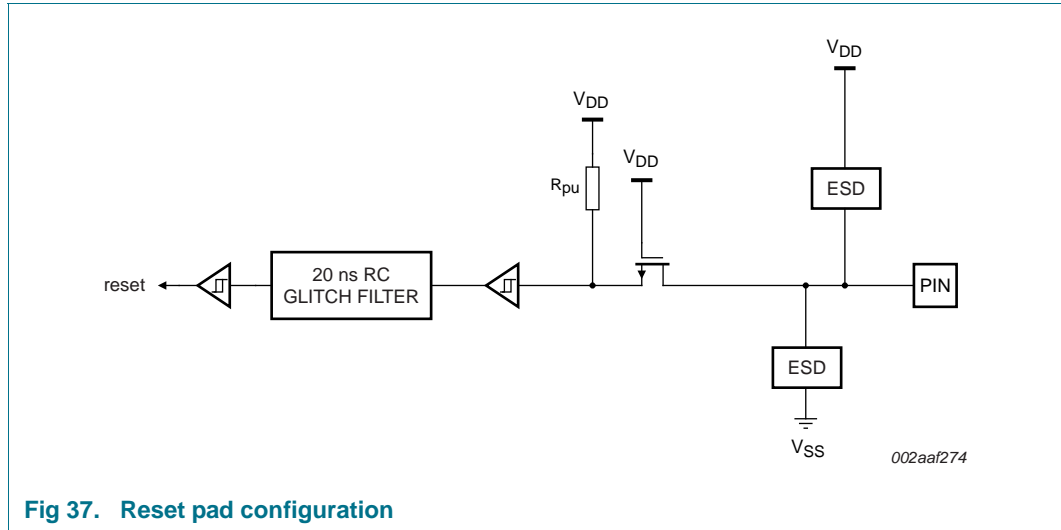 VDD
VDD
VDD
Rpu
ESD
reset
20 ns RC
GLITCH FILTER
PIN
ESD
VSS
002aaf274
Fig 37. Reset pad configuration